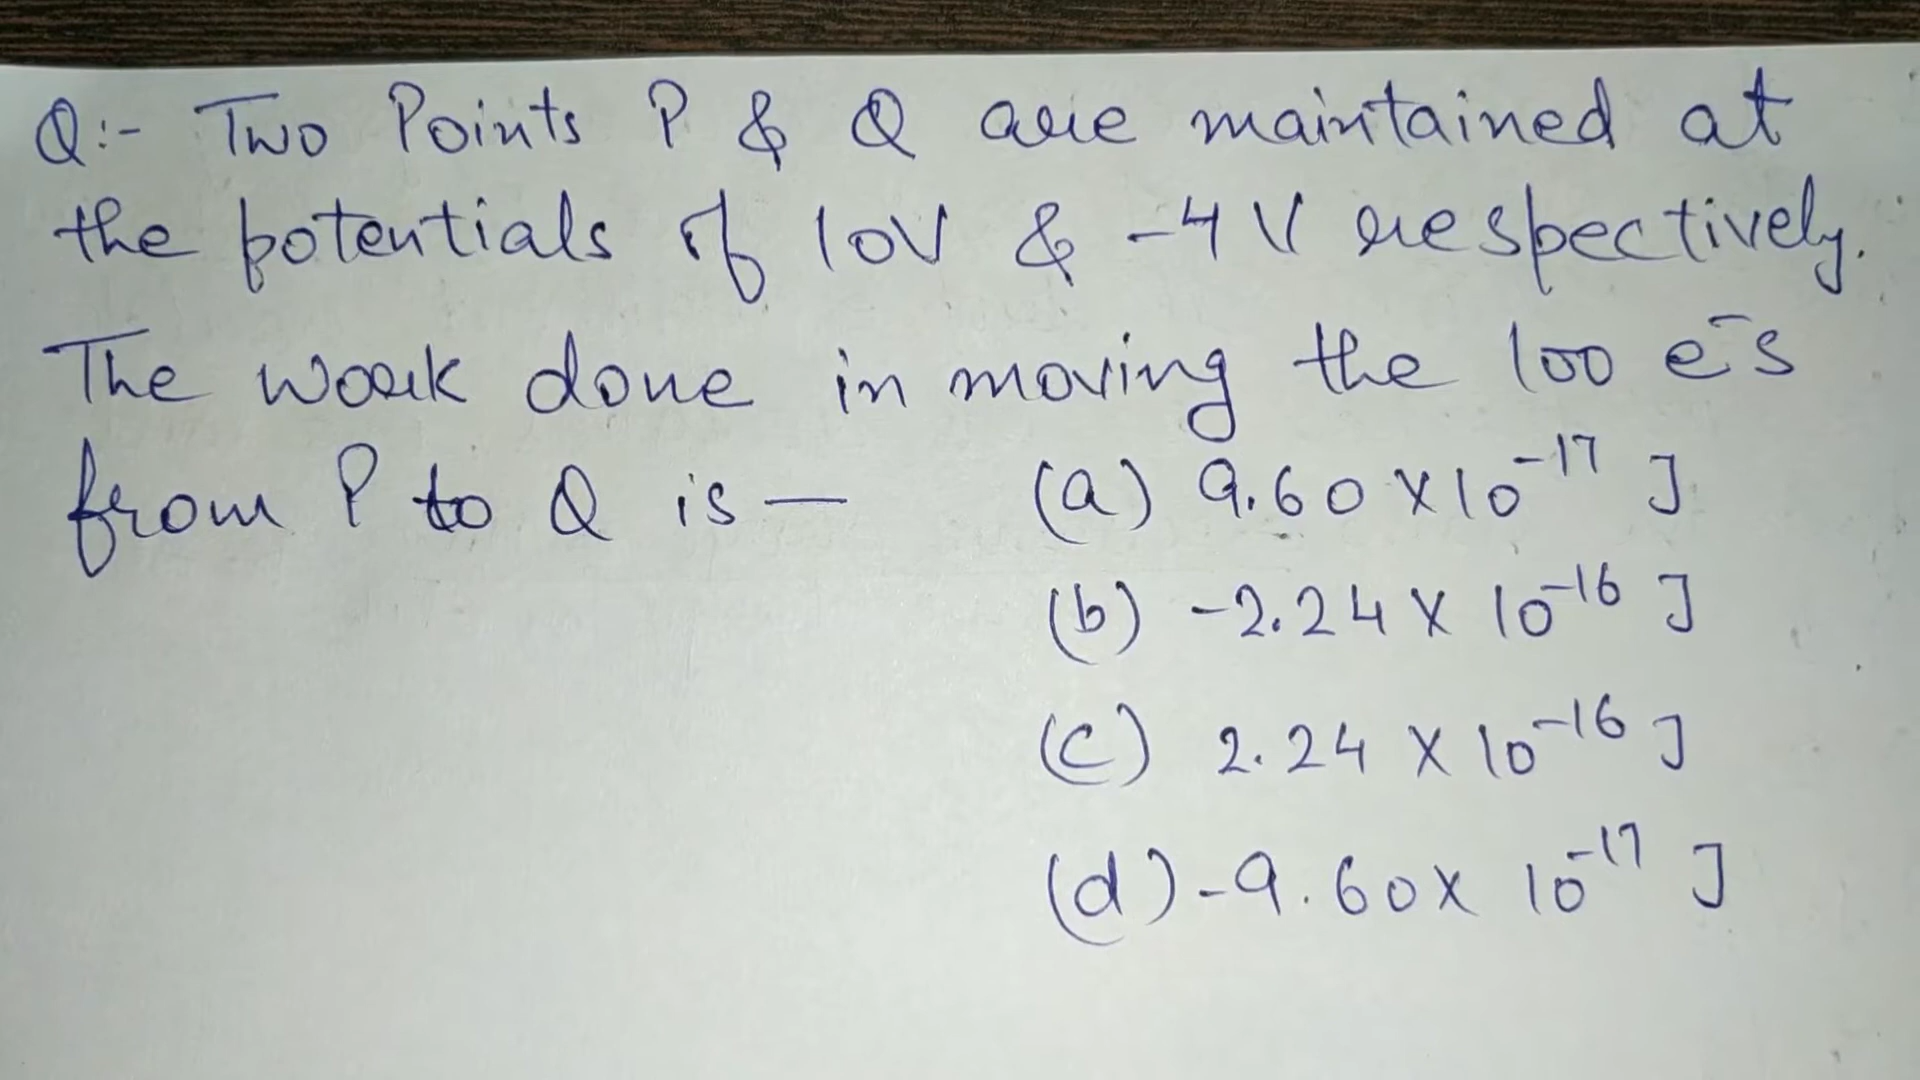 Q:- Two Points P & Q are maintained at
the potentials of 10V & -4V respectively.
The work done in moving the 100 e⁻s
from P to Q is — (a) 9.60 × 10⁻¹⁷ J
(b) -2.24 × 10⁻¹⁶ J
(c) 2.24 × 10⁻¹⁶ J
(d) -9.60 × 10⁻¹⁷ J